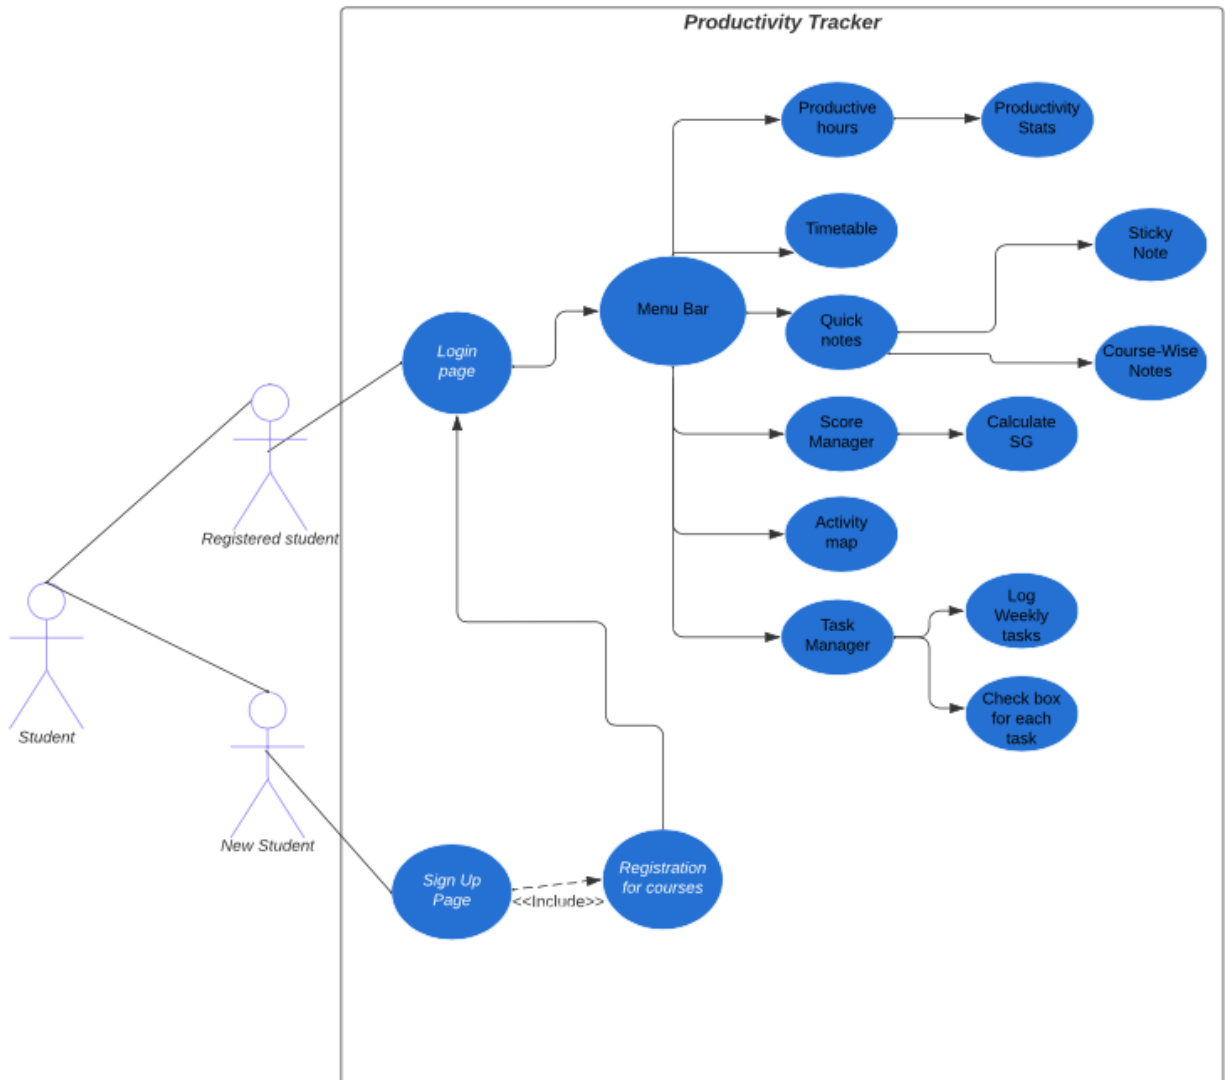 Productivity Tracker
Productive
hours
Productivity
Stats
Timetable
Sticky
Note
Menu Bar
Quick
notes
Course-Wise
Notes
Login
page
Score
Manager
Calculate
SG
Registered student
Activity
map
Task
Manager
Log
Weekly
tasks
Check box
for each
task
Student
New Student
Sign Up
Page
<<Include>>
Registration
for courses